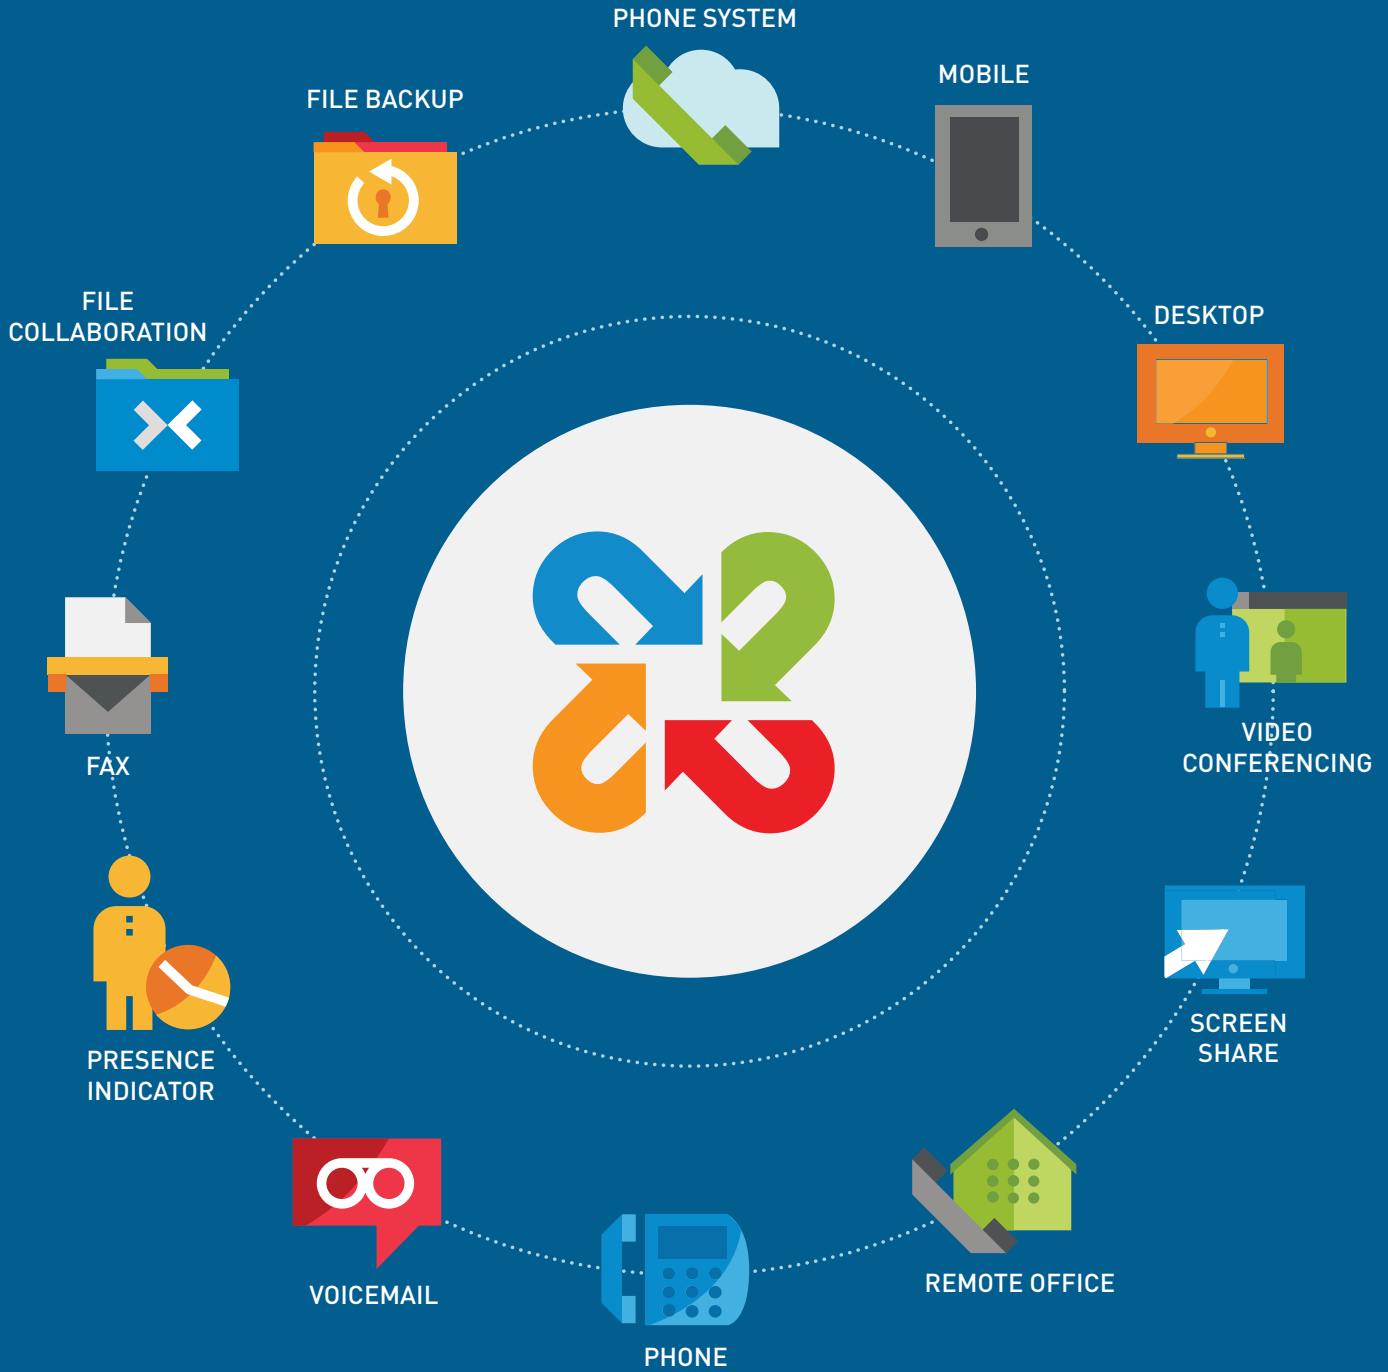 PHONE SYSTEM
MOBILE
FILE BACKUP
FILE
COLLABORATION
DESKTOP
FAX
VIDEO
CONFERENCING
PRESENCE
INDICATOR
SCREEN
SHARE
VOICEMAIL
REMOTE OFFICE
PHONE